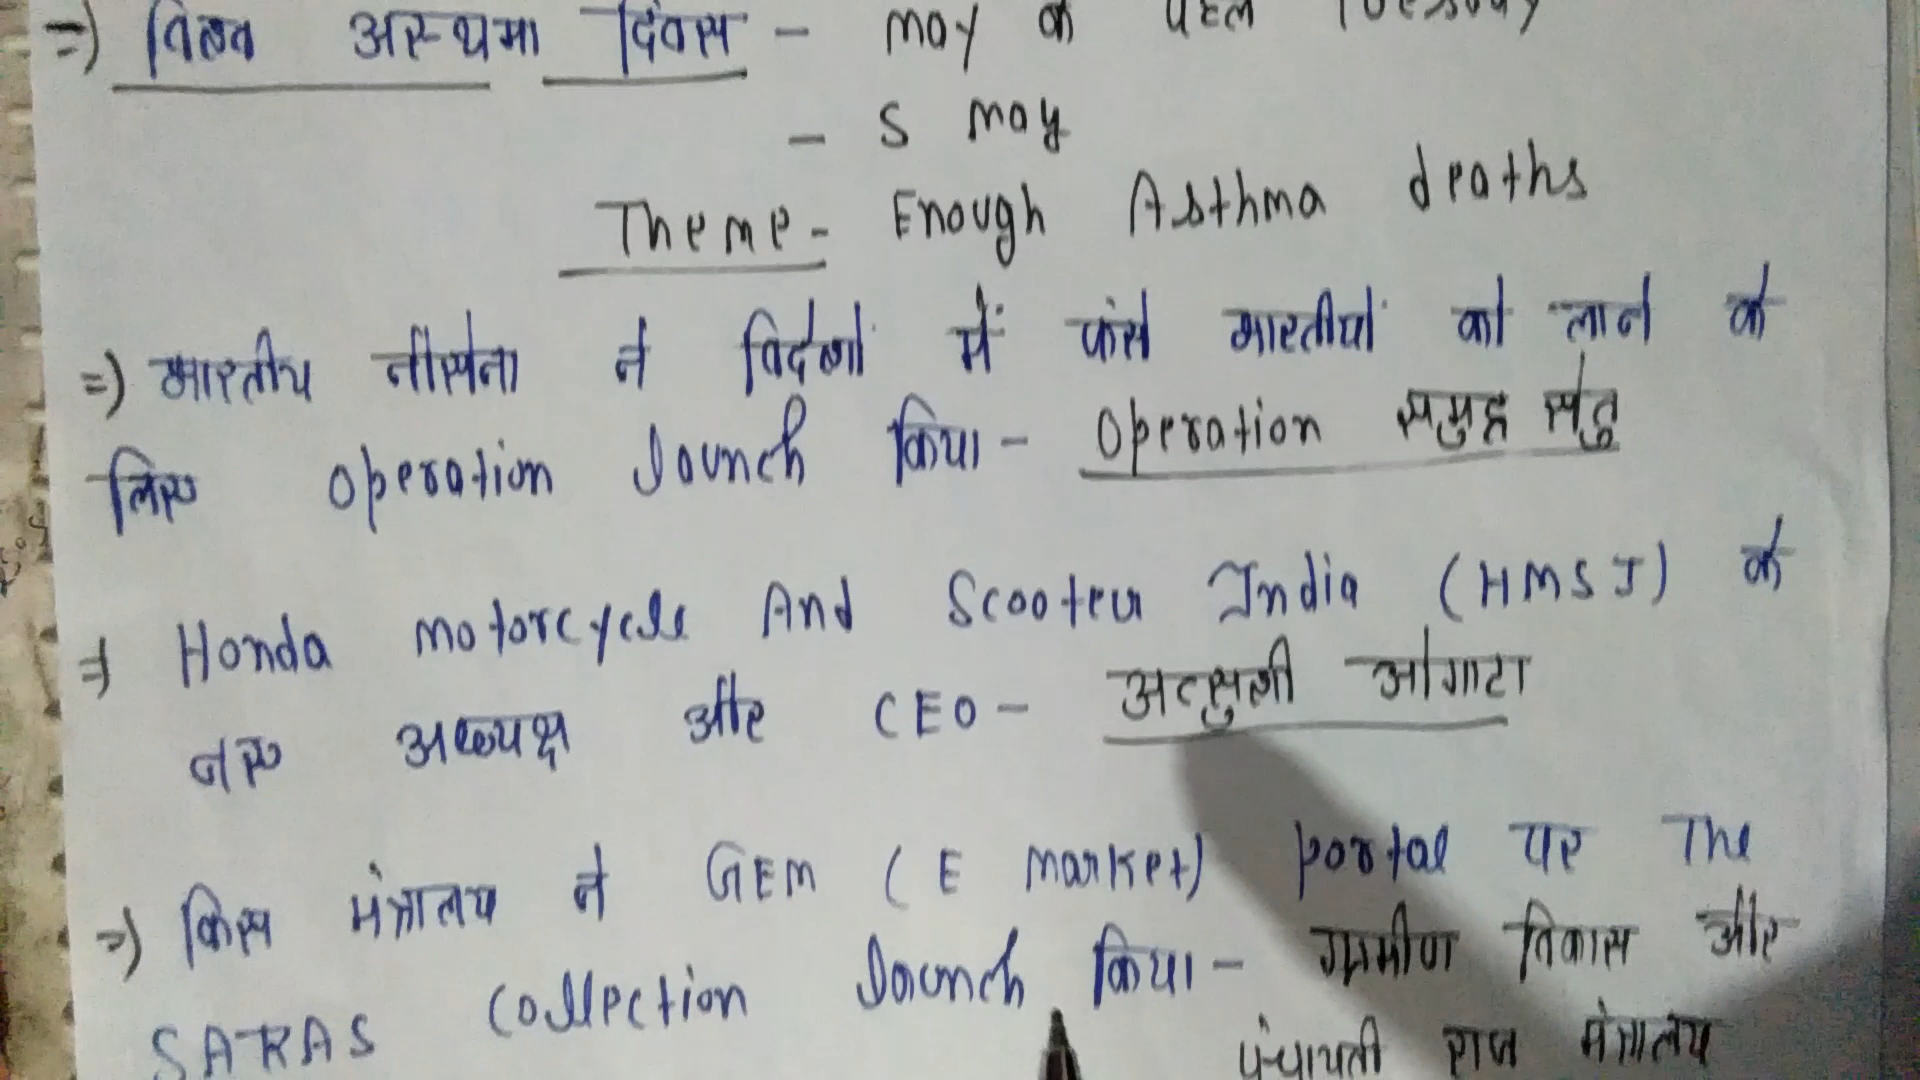 =) विश्व अस्थमा दिवस - may के पहले Tuesday
- 5 may
Theme - Enough Asthma deaths
=) भारतीय नौसेना ने विदेशों में फंसे भारतीयों को लाने के
लिए operation launch किया - Operation समुद्र सेतु
=) Honda motorcycle And Scooter India (HMSI) के
नए अध्यक्ष और CEO - अत्सुशी ओगाटा
=) किस मंत्रालय ने GEM (E market) portal पर The
SARAS Collection launch किया - ग्रामीण विकास और
पंचायती राज मंत्रालय